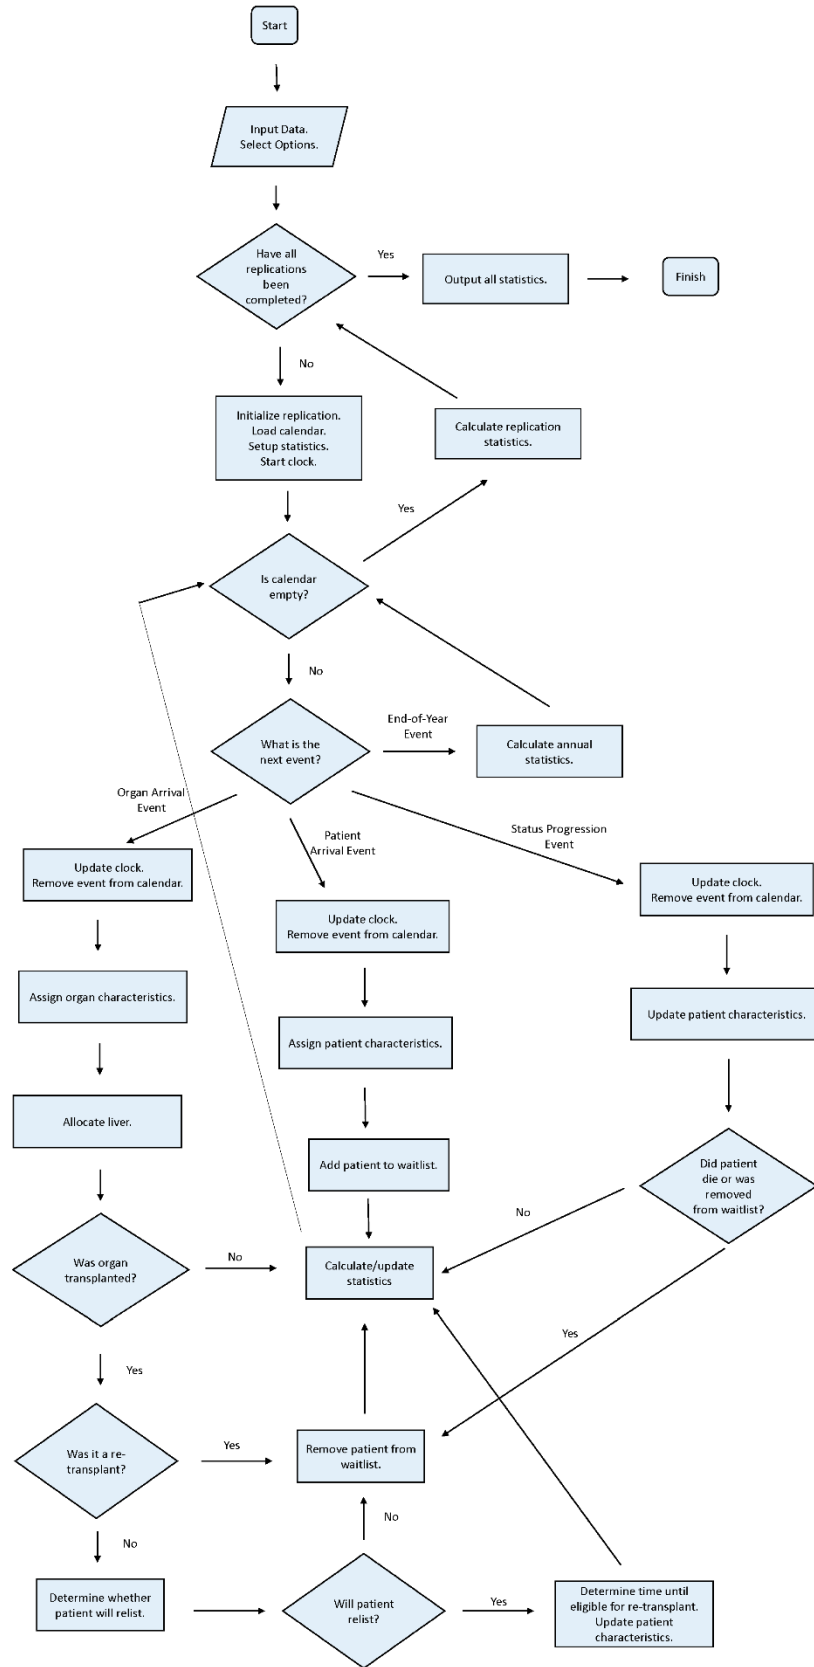 Start
Input Data.
Select Options.
Have all
replications
been
completed?
Yes
Output all statistics.
Finish
No
Initialize replication.
Load calendar.
Setup statistics.
Start clock.
Calculate replication
statistics.
Yes
Is calendar
empty?
No
What is the
next event?
End-of-Year
Event
Calculate annual
statistics.
Organ Arrival
Event
Patient
Arrival Event
Status Progression
Event
Update clock.
Remove event from calendar.
Update clock.
Remove event from calendar.
Update clock.
Remove event from calendar.
Assign organ characteristics.
Assign patient characteristics.
Update patient characteristics.
Allocate liver.
Add patient to waitlist.
Did patient
die or was
removed
from waitlist?
No
Was organ
transplanted?
No
Calculate/update
statistics
Yes
Yes
Was it a re-
transplant?
Yes
Remove patient from
waitlist.
No
No
Determine whether
patient will relist.
Will patient
relist?
Yes
Determine time until
eligible for re-transplant.
Update patient
characteristics.